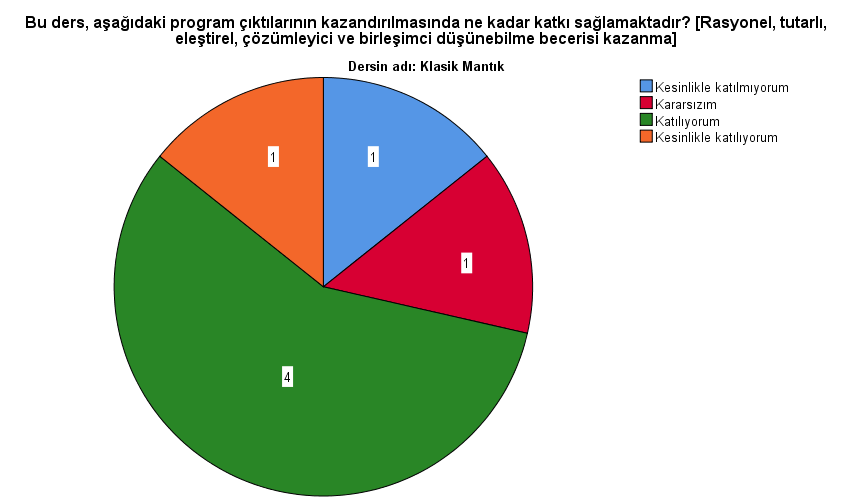 Bu ders, aşağıdaki program çıktılarının kazandırılmasında ne kadar katkı sağlamaktadır? [Rasyonel, tutarlı,
eleştirel, çözümleyici ve birleşimci düşünebilme becerisi kazanma]
Dersin adı: Klasik Mantık
Kesinlikle katılmıyorum
Kararsızım
Katılıyorum
Kesinlikle katılıyorum
1
1
1
4